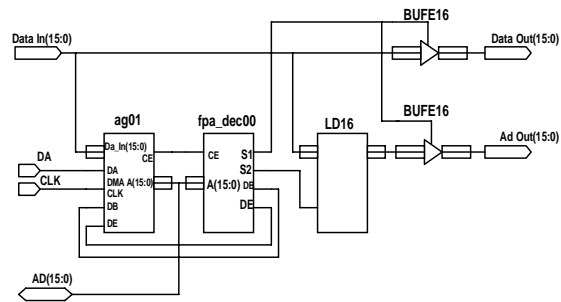 BUFE16
Data In(15:0)
Data Out(15:0)
BUFE16
ag01
fpa_dec00
LD16
Ad Out(15:0)
Da_In(15:0)
CE
CE
S1
DA
DA
S2
DMA A(15:0)
A(15:0)
DB
CLK
CLK
DB
DE
DE
AD(15:0)